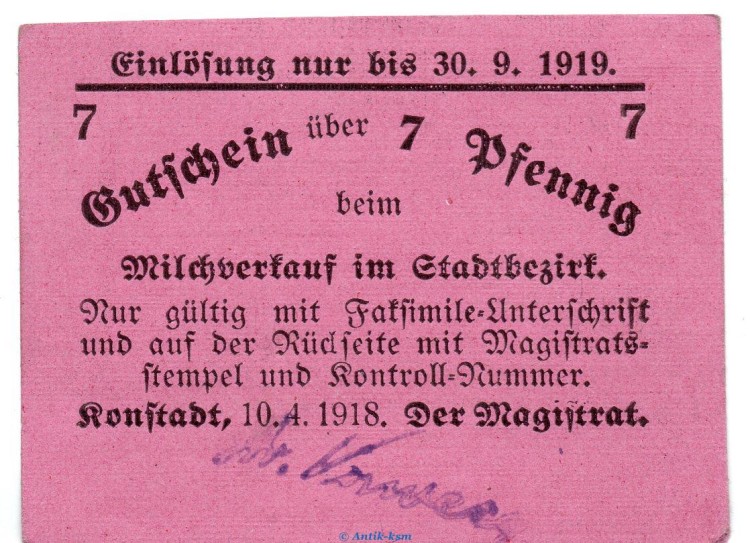 Einlösung nur bis 30. 9. 1919.
7 7
Gutschein über 7 Pfennig
beim
Milchverkauf im Stadtbezirk.
Nur gültig mit Faksimile-Unterschrift
und auf der Rückseite mit Magistrats-
stempel und Kontroll-Nummer.
Konstadt, 10.4. 1918. Der Magistrat.
© Antik-ksm